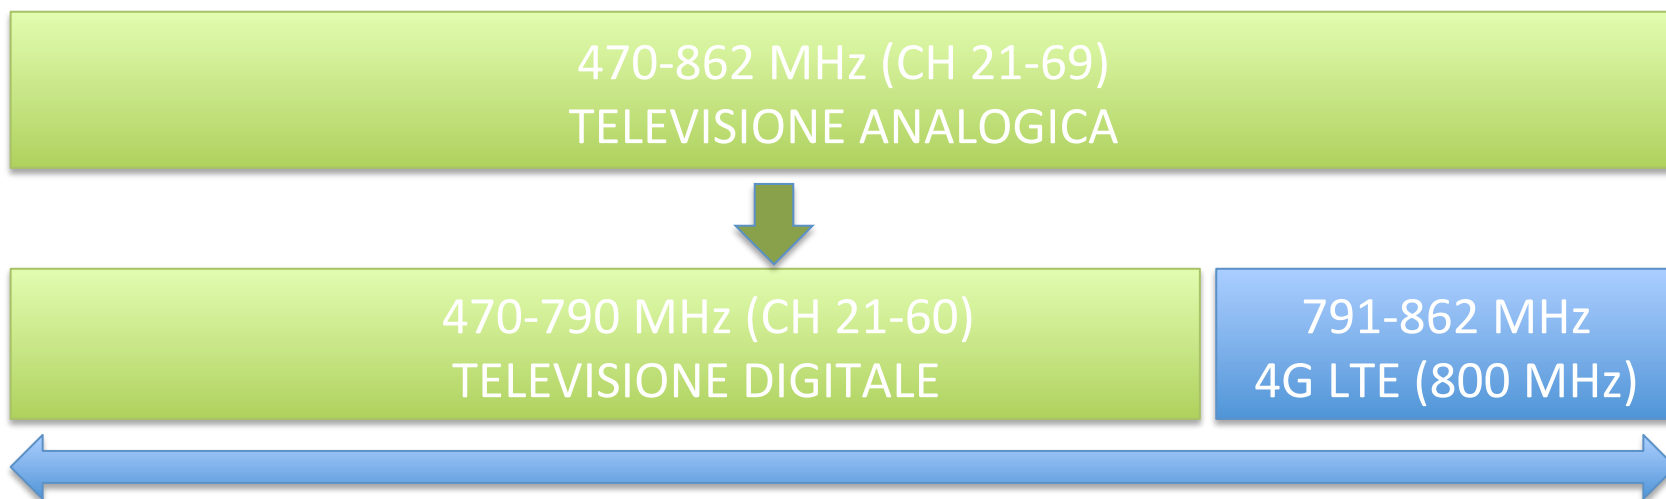 470-862 MHz (CH 21-69)
TELEVISIONE ANALOGICA
470-790 MHz (CH 21-60)
TELEVISIONE DIGITALE
791-862 MHz
4G LTE (800 MHz)